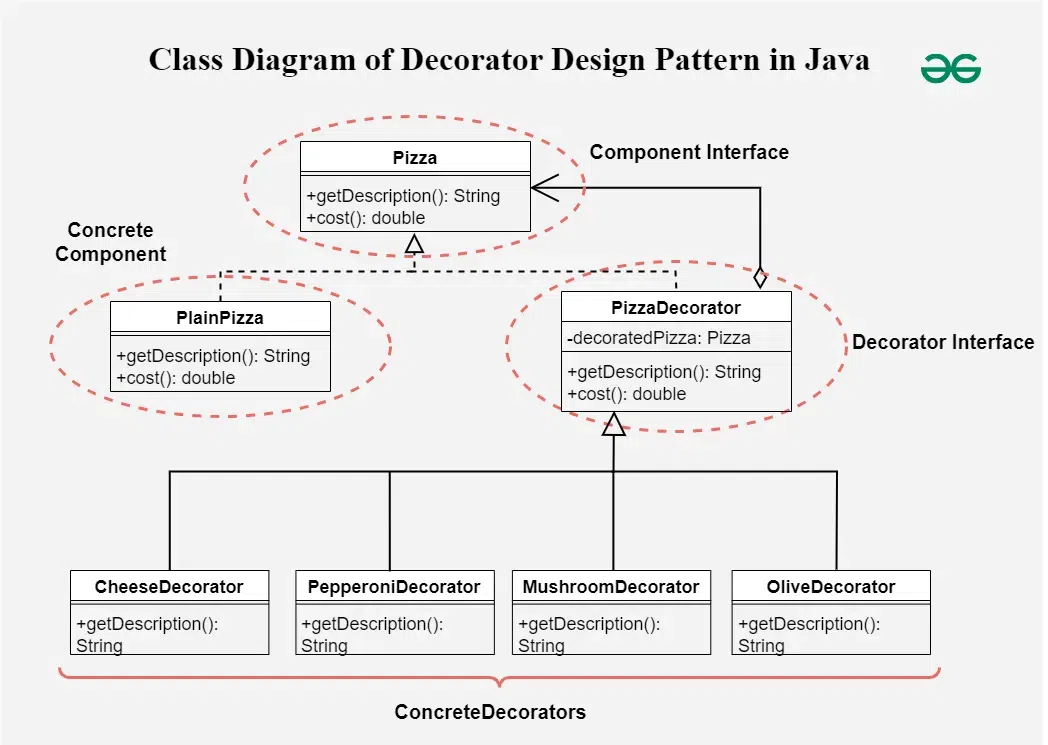 Class Diagram of Decorator Design Pattern in Java
Pizza
+getDescription(): String
+cost(): double
Component Interface
Concrete
Component
PlainPizza
+getDescription(): String
+cost(): double
PizzaDecorator
-decoratedPizza: Pizza
+getDescription(): String
+cost(): double
Decorator Interface
CheeseDecorator
+getDescription():
String
PepperoniDecorator
+getDescription():
String
MushroomDecorator
+getDescription():
String
OliveDecorator
+getDescription():
String
ConcreteDecorators